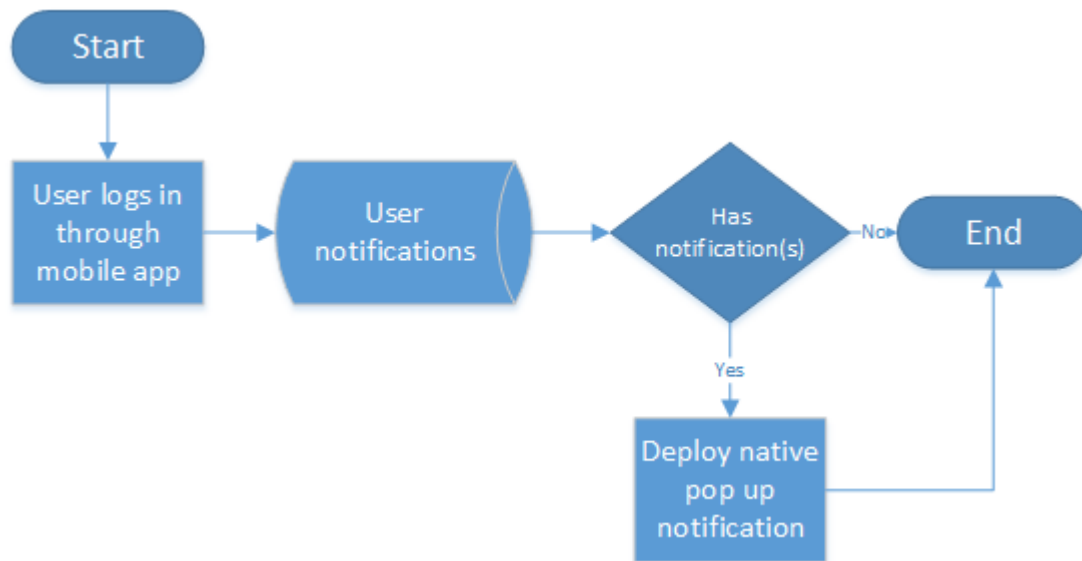 Start
User logs in
through
mobile app
User
notifications
Has
notification(s)
No
End
Yes
Deploy native
pop up
notification